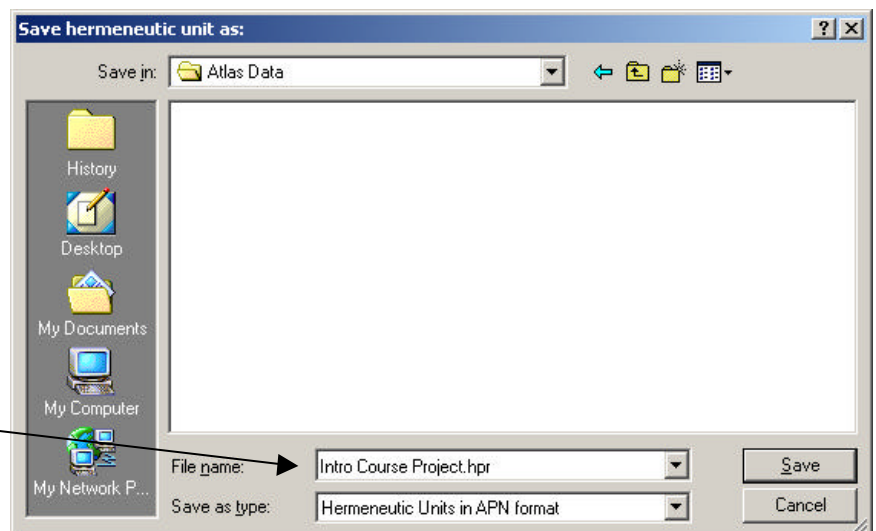 Save hermeneutic unit as:
Save in: Atlas Data
History
Desktop
My Documents
My Computer
My Network P...
File name: Intro Course Project.hpr Save
Save as type: Hermeneutic Units in APN format Cancel